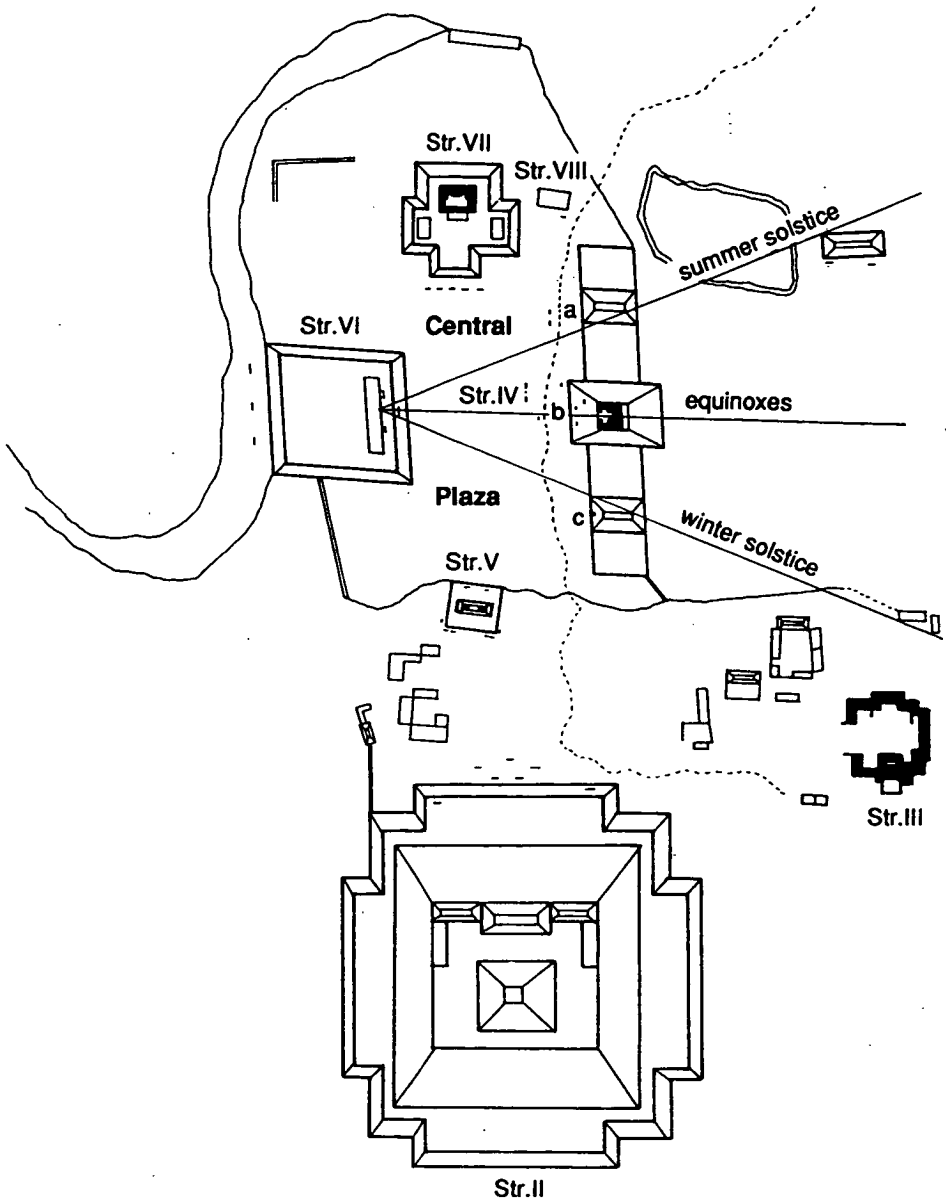 Str.VII
Str.VIII
summer solstice
a
Str.VI
Central
Str.IV
b
equinoxes
Plaza
c
winter solstice
Str.V
Str.III
Str.II